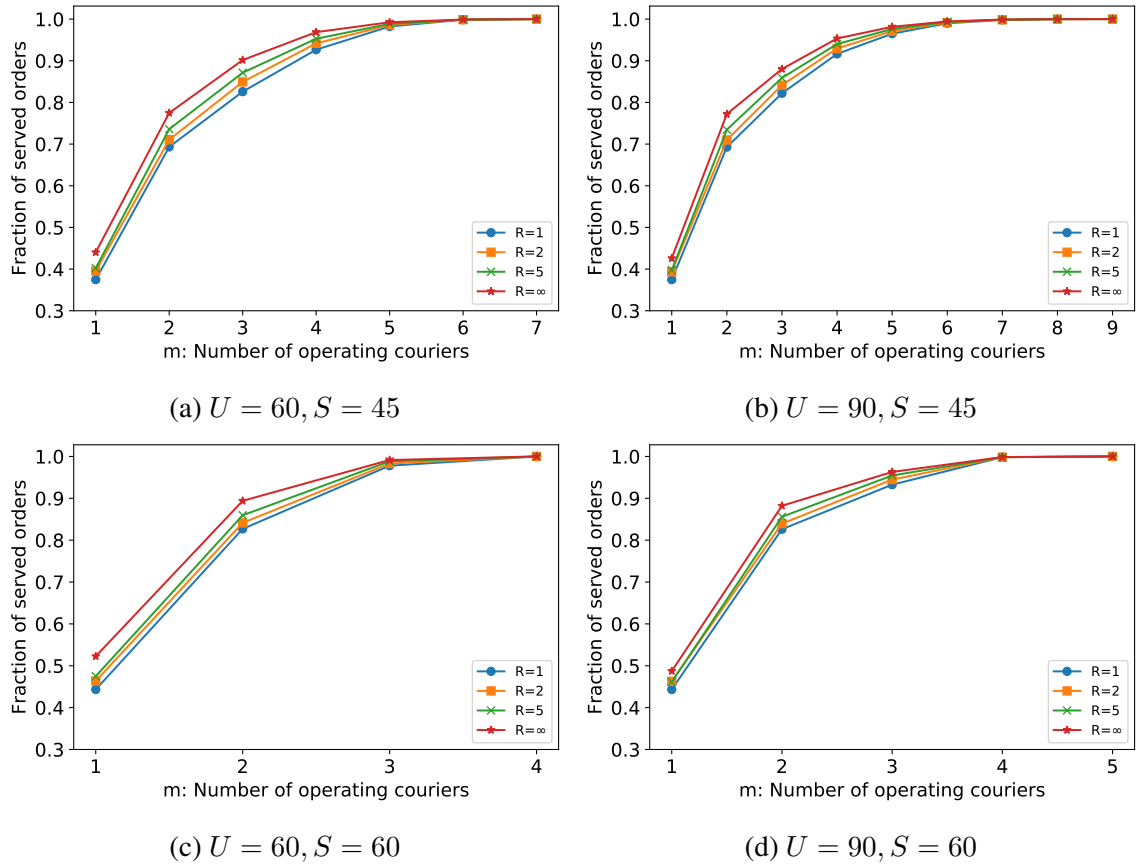 1.0
0.9
0.8
0.7
0.6
0.5
0.4
0.3
Fraction of served orders
R=1
R=2
R=5
R=∞
1 2 3 4 5 6 7
m: Number of operating couriers
(a) U = 60, S = 45
1.0
0.9
0.8
0.7
0.6
0.5
0.4
0.3
Fraction of served orders
R=1
R=2
R=5
R=∞
1 2 3 4 5 6 7 8 9
m: Number of operating couriers
(b) U = 90, S = 45
1.0
0.9
0.8
0.7
0.6
0.5
0.4
0.3
Fraction of served orders
R=1
R=2
R=5
R=∞
1 2 3 4
m: Number of operating couriers
(c) U = 60, S = 60
1.0
0.9
0.8
0.7
0.6
0.5
0.4
0.3
Fraction of served orders
R=1
R=2
R=5
R=∞
1 2 3 4 5
m: Number of operating couriers
(d) U = 90, S = 60